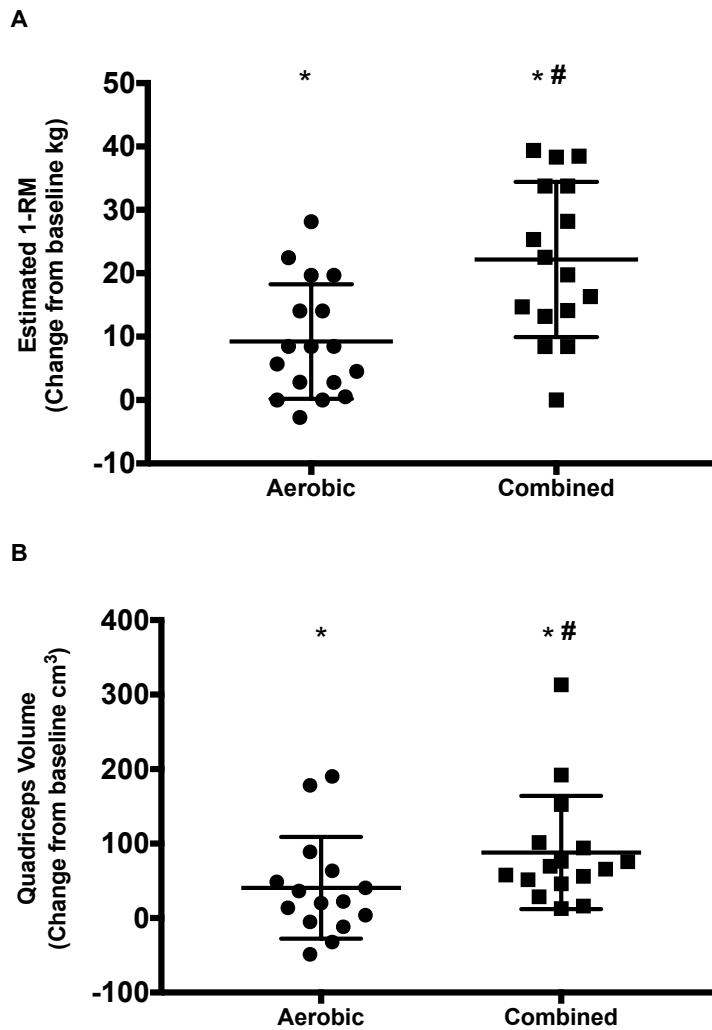 A
* * #
50
40
30
20
10
0
-10
Estimated 1-RM
(Change from baseline kg)
Aerobic Combined
B
* * #
400
300
200
100
0
-100
Quadriceps Volume
(Change from baseline cm³)
Aerobic Combined